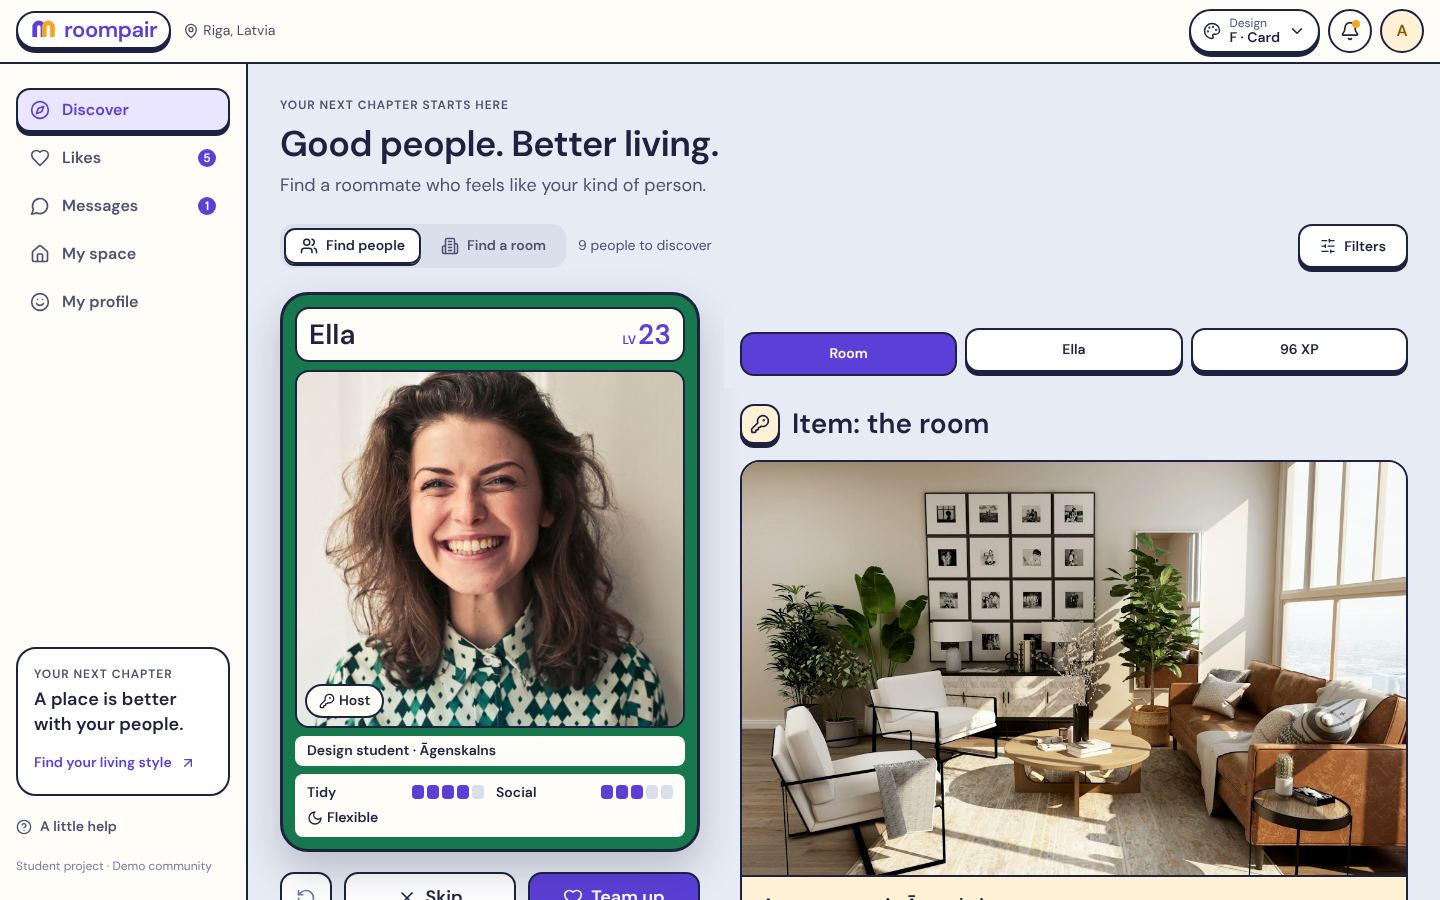 roompair
Riga, Latvia
Design
F · Card
A
Discover
Likes
5
Messages
1
My space
My profile
YOUR NEXT CHAPTER
A place is better
with your people.
Find your living style
A little help
Student project · Demo community
YOUR NEXT CHAPTER STARTS HERE
Good people. Better living.
Find a roommate who feels like your kind of person.
Find people
Find a room
9 people to discover
Filters
Ella
LV 23
Host
Design student · Āgenskalns
Tidy
Social
Flexible
Skip
Team up
Room
Ella
96 XP
Item: the room